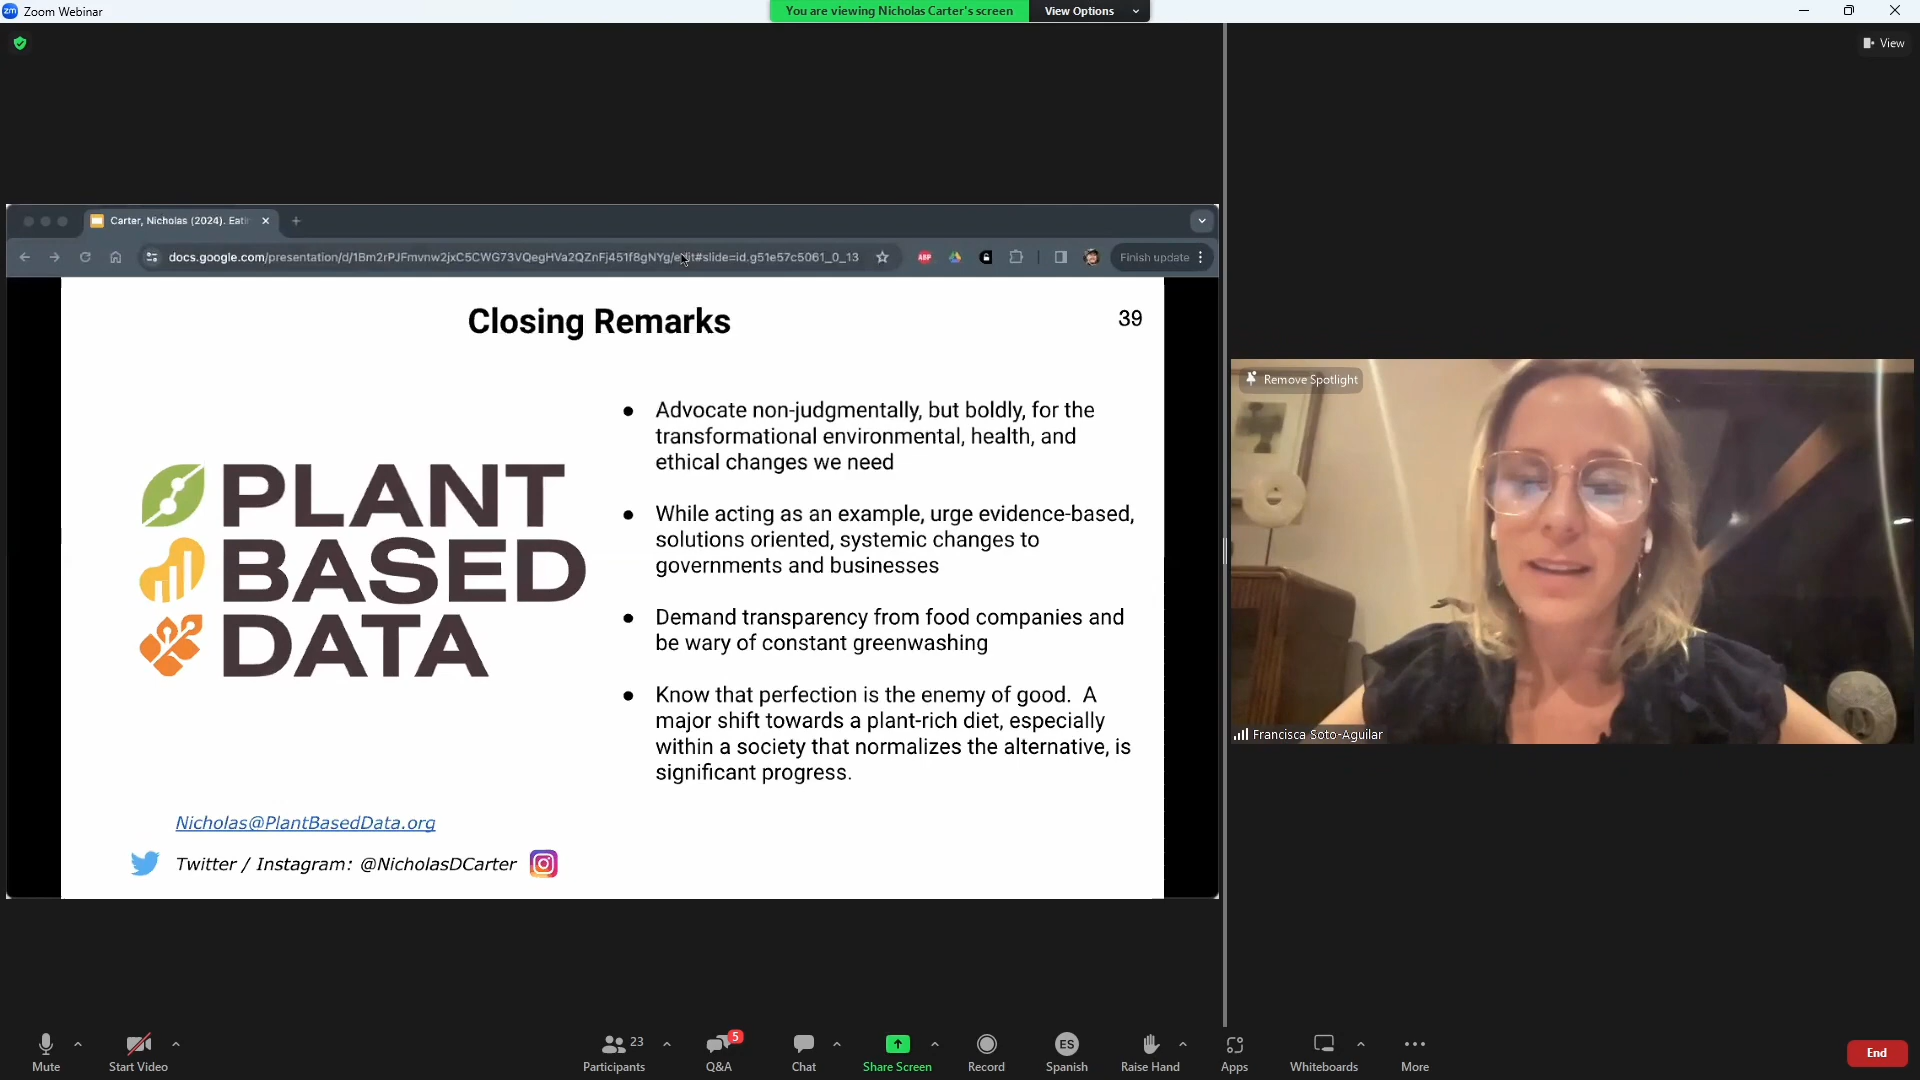 Zoom Webinar
You are viewing Nicholas Carter's screen
View Options
View
Carter, Nicholas (2024). Eati
docs.google.com/presentation/d/1Bm2rPJFmvnw2jxC5CWG73VQegHVa2QZnFj451f8gNYg/edit#slide=id.g51e57c5061_0_13
ABP
Finish update
Closing Remarks
39
PLANT
BASED
DATA
● Advocate non-judgmentally, but boldly, for the
transformational environmental, health, and
ethical changes we need
● While acting as an example, urge evidence-based,
solutions oriented, systemic changes to
governments and businesses
● Demand transparency from food companies and
be wary of constant greenwashing
● Know that perfection is the enemy of good. A
major shift towards a plant-rich diet, especially
within a society that normalizes the alternative, is
significant progress.
Nicholas@PlantBasedData.org
Twitter / Instagram: @NicholasDCarter
Remove Spotlight
Francisca Soto-Aguilar
Mute
Start Video
23
Participants
5
Q&A
Chat
Share Screen
Record
ES
Spanish
Raise Hand
Apps
Whiteboards
More
End